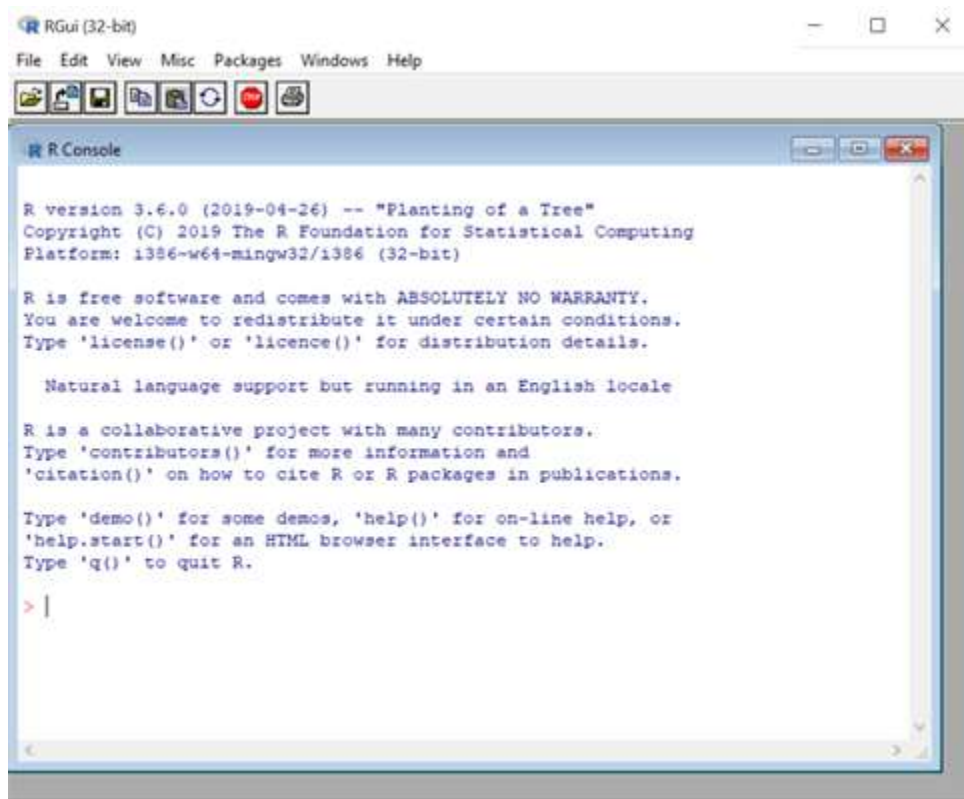 RGui (32-bit)
File Edit View Misc Packages Windows Help
STOP
R Console
R version 3.6.0 (2019-04-26) -- "Planting of a Tree"
Copyright (C) 2019 The R Foundation for Statistical Computing
Platform: i386-w64-mingw32/i386 (32-bit)
R is free software and comes with ABSOLUTELY NO WARRANTY.
You are welcome to redistribute it under certain conditions.
Type 'license()' or 'licence()' for distribution details.
Natural language support but running in an English locale
R is a collaborative project with many contributors.
Type 'contributors()' for more information and
'citation()' on how to cite R or R packages in publications.
Type 'demo()' for some demos, 'help()' for on-line help, or
'help.start()' for an HTML browser interface to help.
Type 'q()' to quit R.
>